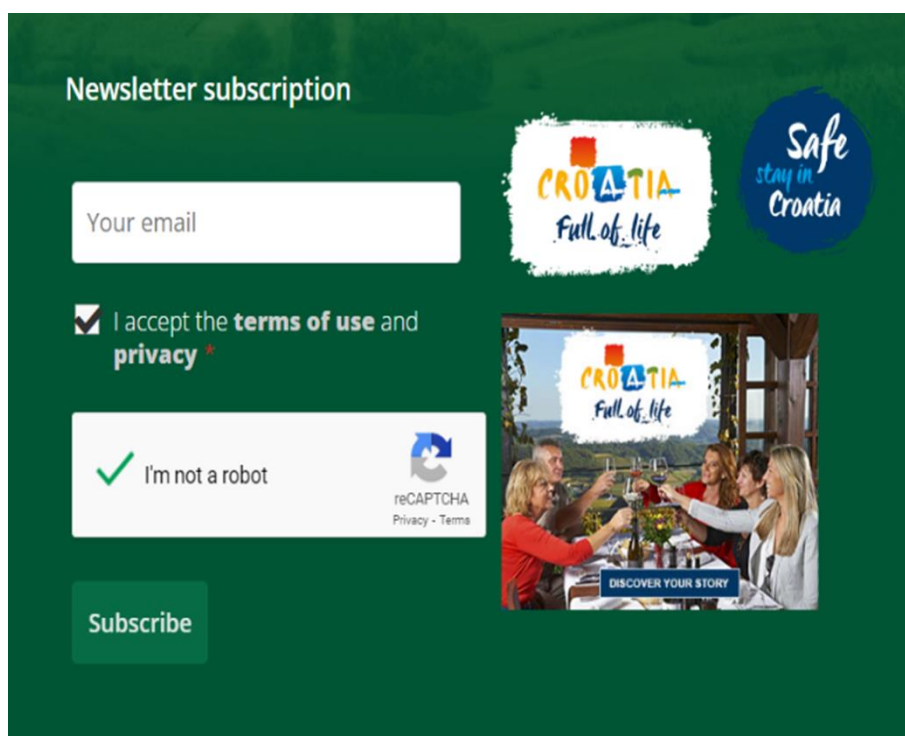 Newsletter subscription
Your email
I accept the terms of use and
privacy *
I'm not a robot
reCAPTCHA
Privacy - Terms
Subscribe
CROATIA
Full of life
Safe
stay in
Croatia
CROATIA
Full of life
DISCOVER YOUR STORY